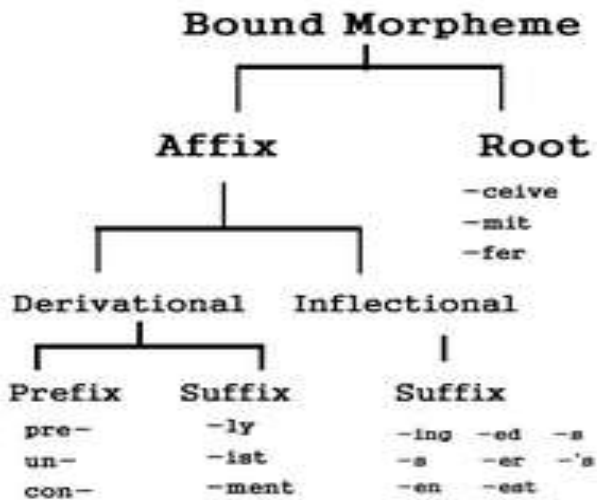 Bound Morpheme
Affix Root
-ceive
-mit
-fer
Derivational Inflectional
Prefix Suffix Suffix
pre- -ly -ing -ed -s
un- -ist -s -er -'s
con- -ment -en -est